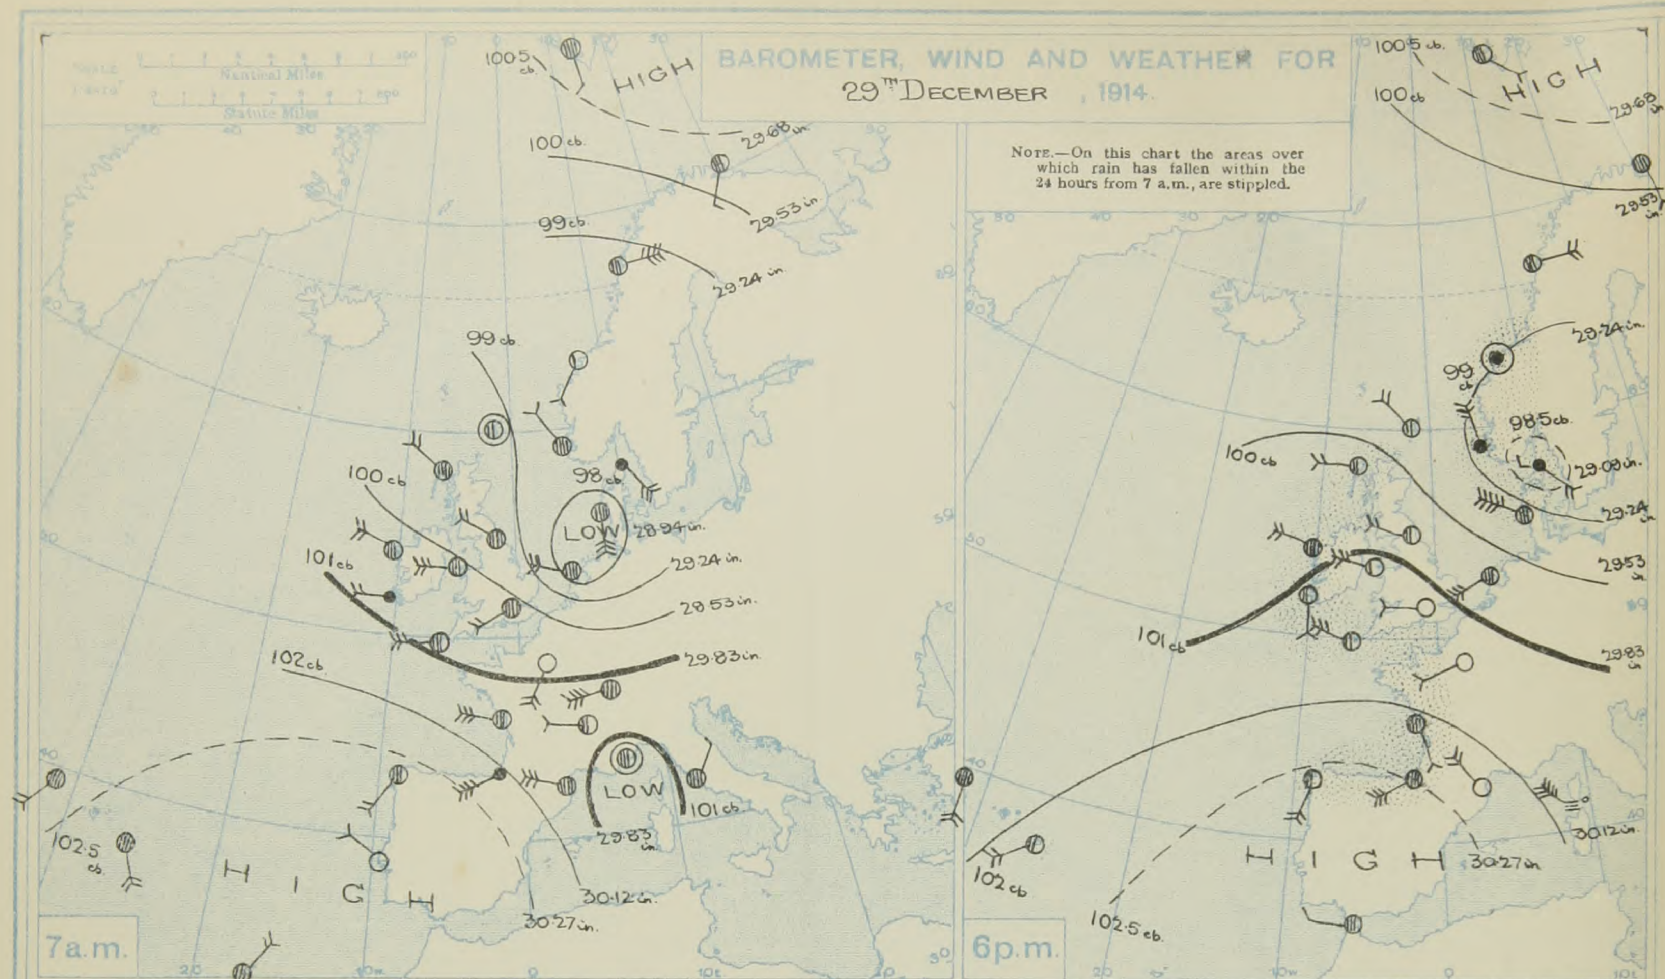 BAROMETER, WIND AND WEATHER FOR
29TH DECEMBER, 1914.
NOTE.—On this chart the areas over
which rain has fallen within the
24 hours from 7 a.m., are stippled.
Nautical Miles
Statute Miles
100.5 cb.
HIGH
29.68 in.
100 cb.
29.53 in.
99 cb.
29.24 in.
99 cb.
98 cb
100 cb
LOW
28.94 in.
101 cb
29.24 in.
29.53 in.
102 cb
29.83 in.
LOW
101 cb
29.83 in
102.5 cb
HIGH
30.12 in.
30.27 in.
7a.m.
100.5 cb.
HIGH
100 cb
29.68 in.
29.53 in.
29.24 in.
99 cb
98.5 cb.
L
29.09 in.
100 cb
29.24 in.
29.53 in.
101 cb
29.83 in
30.12 in.
HIGH
30.27 in.
102 cb
102.5 cb.
6p.m.